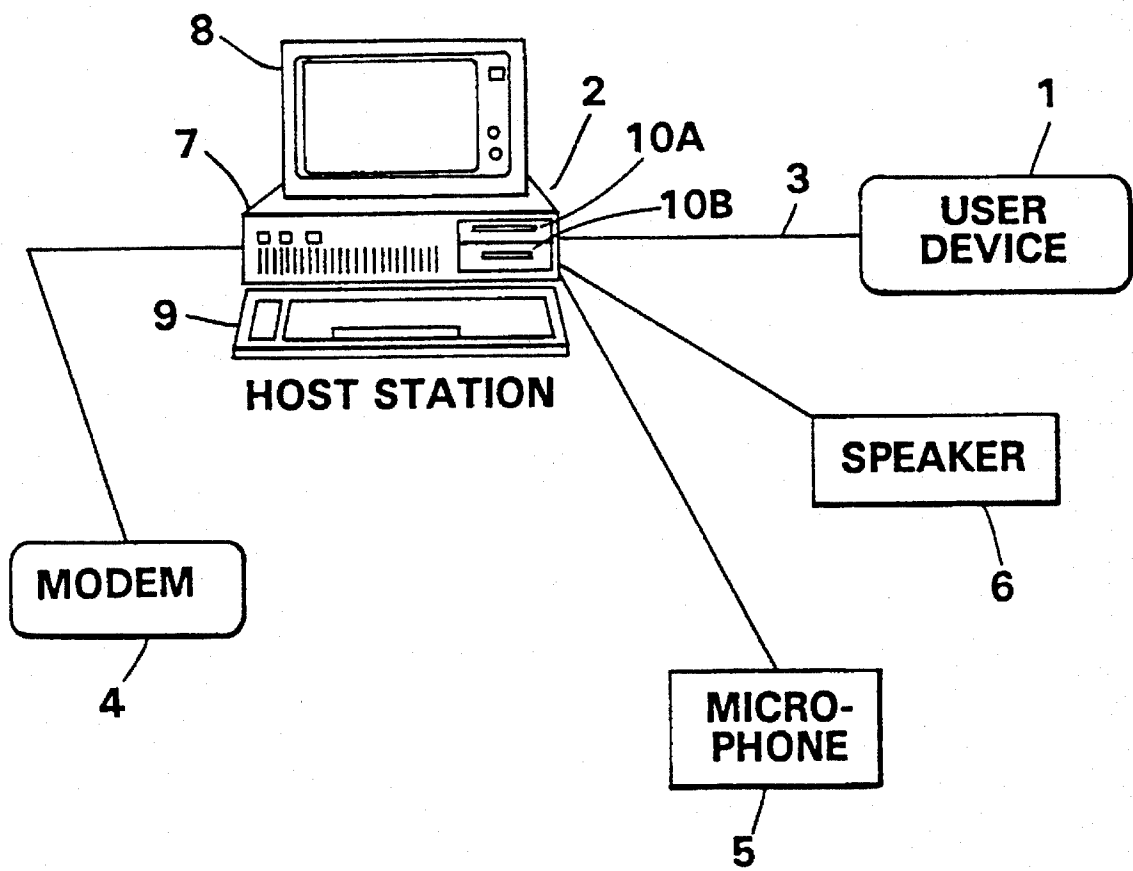 8
2
1
10A
7
3
10B
USER
DEVICE
9
HOST STATION
SPEAKER
6
MODEM
4
MICRO-
PHONE
5